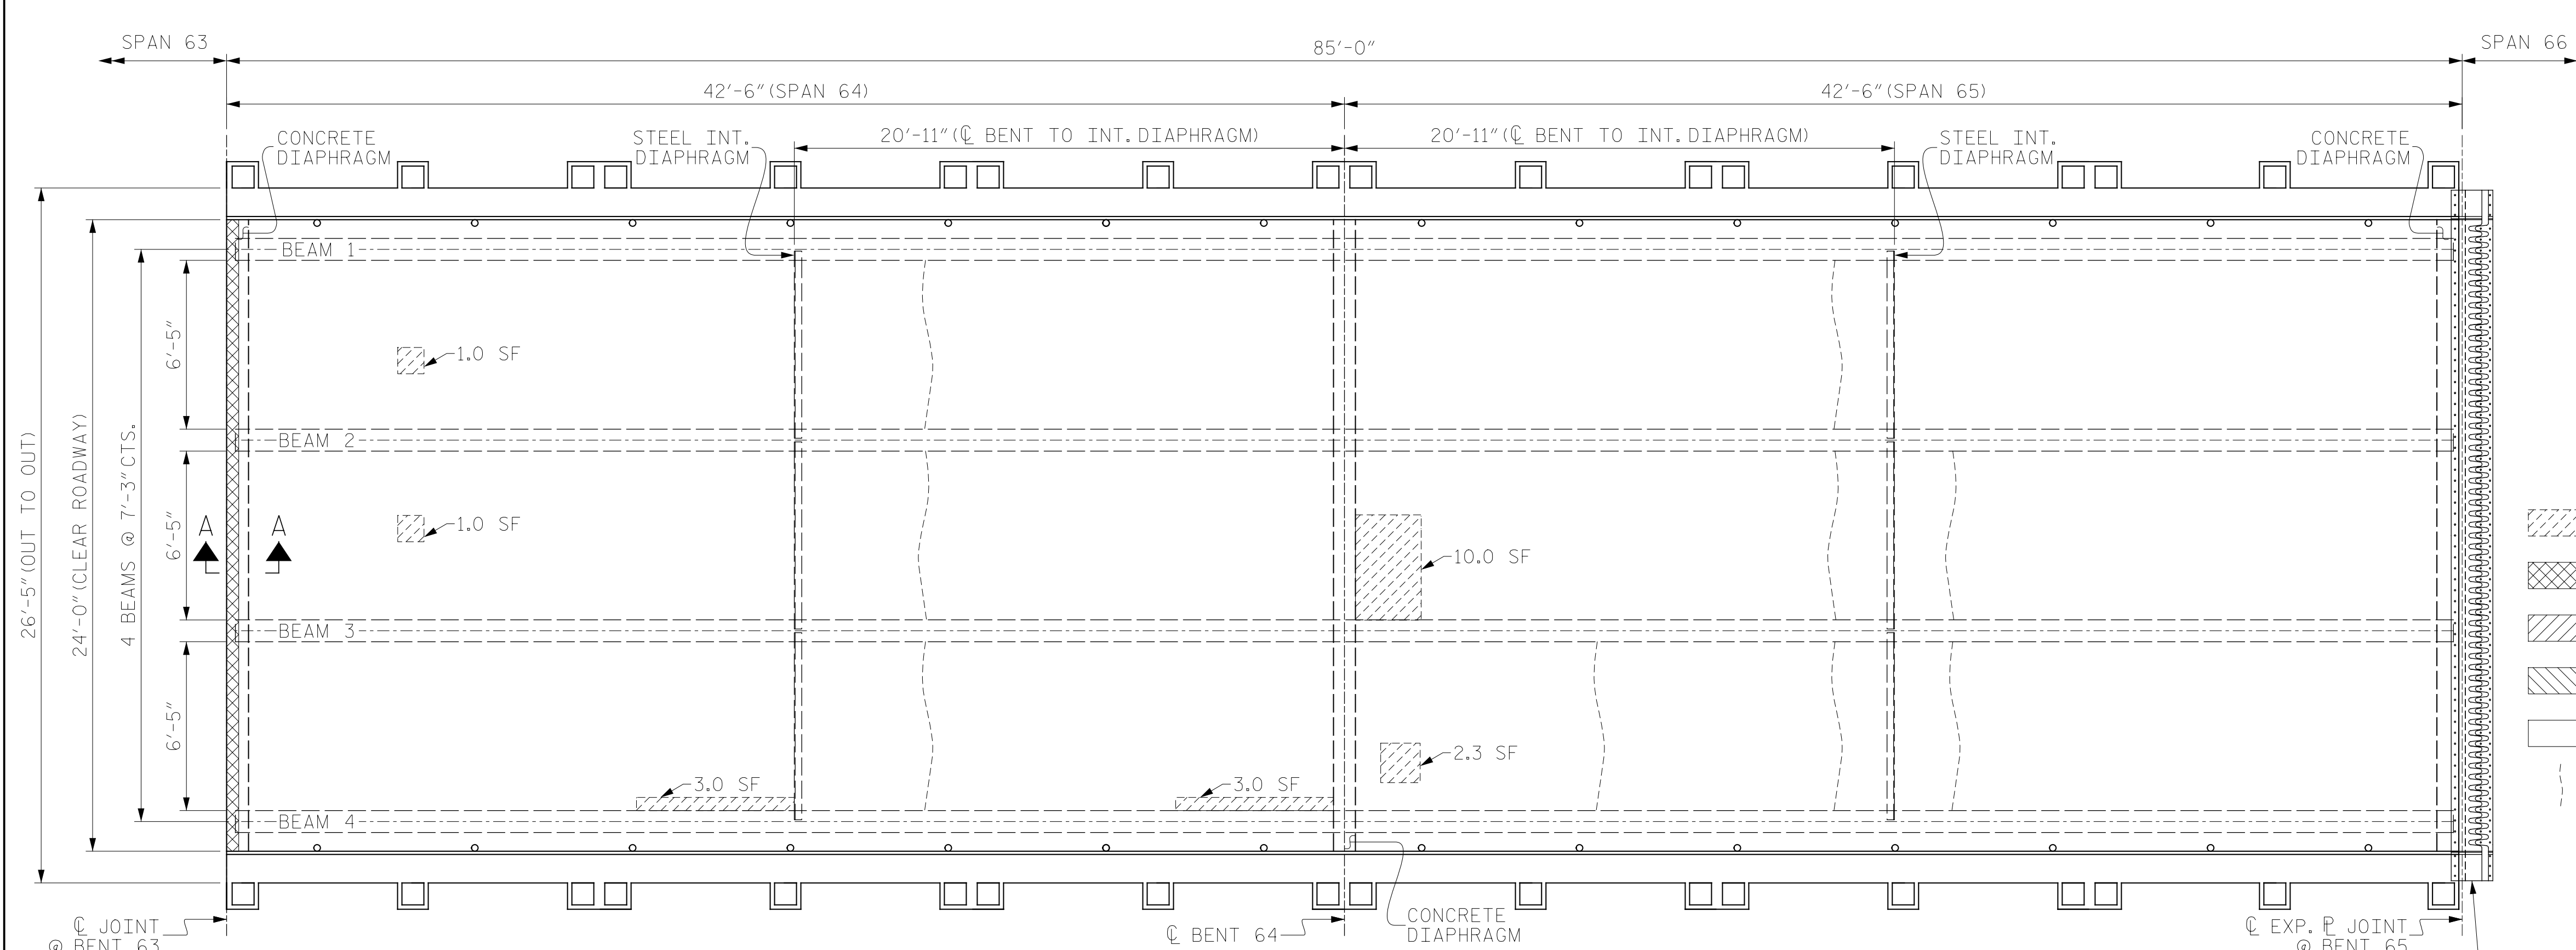 SPAN 63
85'-0"
SPAN 66
42'-6" (SPAN 64)
42'-6" (SPAN 65)
CONCRETE
DIAPHRAGM
STEEL INT.
DIAPHRAGM
20'-11" (℄ BENT TO INT. DIAPHRAGM)
20'-11" (℄ BENT TO INT. DIAPHRAGM)
STEEL INT.
DIAPHRAGM
CONCRETE
DIAPHRAGM
26'-5" (OUT TO OUT)
24'-0" (CLEAR ROADWAY)
4 BEAMS @ 7'-3" CTS.
6'-5"
6'-5"
6'-5"
BEAM 1
BEAM 2
BEAM 3
BEAM 4
A
A
1.0 SF
1.0 SF
10.0 SF
2.3 SF
3.0 SF
3.0 SF
℄ JOINT
@ BENT 63
℄ BENT 64
CONCRETE
DIAPHRAGM
℄ EXP. ⅊ JOINT
@ BENT 65